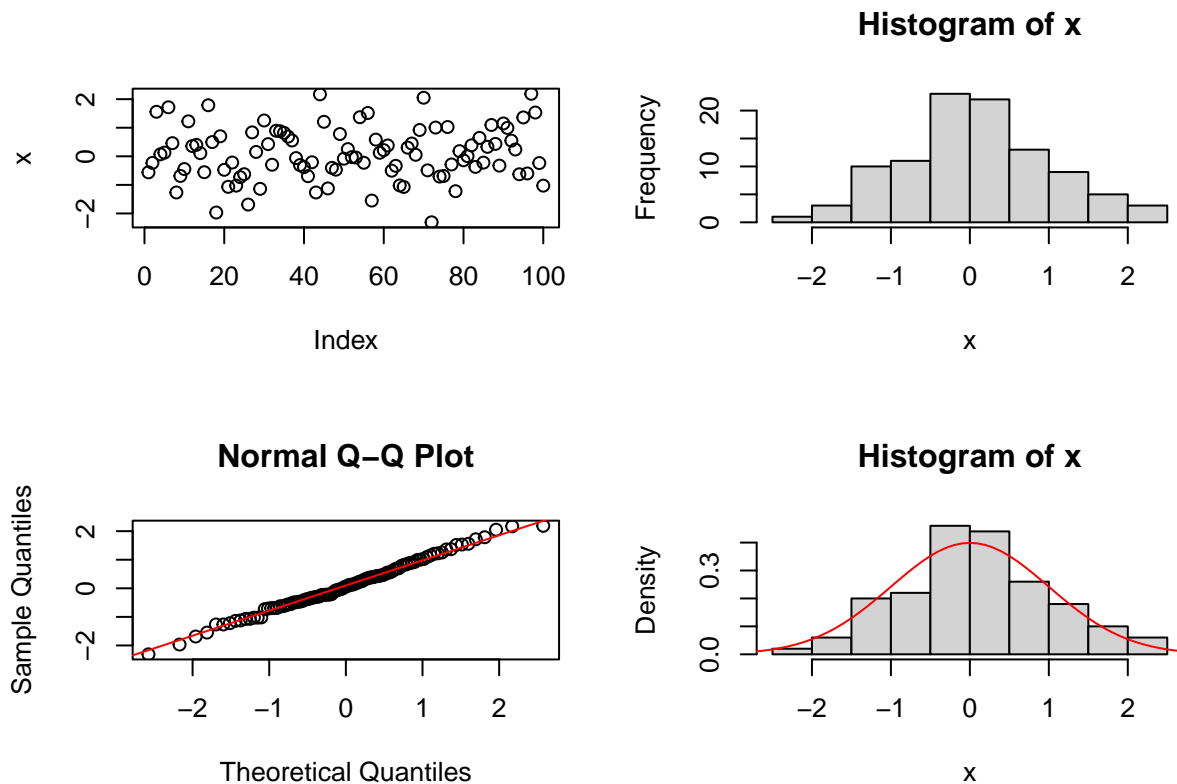 x
2
0
−2
0 20 40 60 80 100
Index
Histogram of x
Frequency
20
10
0
−2 −1 0 1 2
x
Normal Q−Q Plot
Sample Quantiles
2
0
−2
−2 −1 0 1 2
Theoretical Quantiles
Histogram of x
Density
0.3
0.0
−2 −1 0 1 2
x